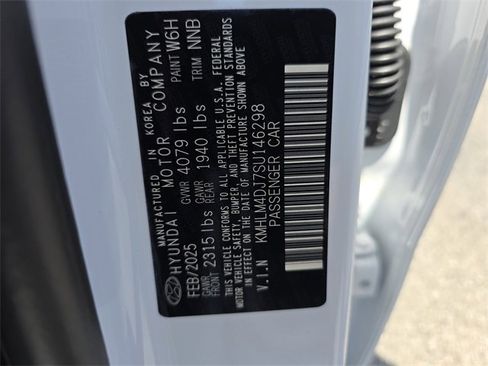 MANUFACTURED IN KOREA BY
HYUNDAI MOTOR COMPANY
FEB/2025 GVWR 4079 lbs PAINT W6H
GAWR FRONT 2315 lbs GAWR REAR 1940 lbs TRIM NNB
THIS VEHICLE CONFORMS TO ALL APPLICABLE U.S.A. FEDERAL
MOTOR VEHICLE SAFETY, BUMPER, AND THEFT PREVENTION STANDARDS
IN EFFECT ON THE DATE OF MANUFACTURE SHOWN ABOVE
V.I.N KMHLM4DJ7SU146298
PASSENGER CAR